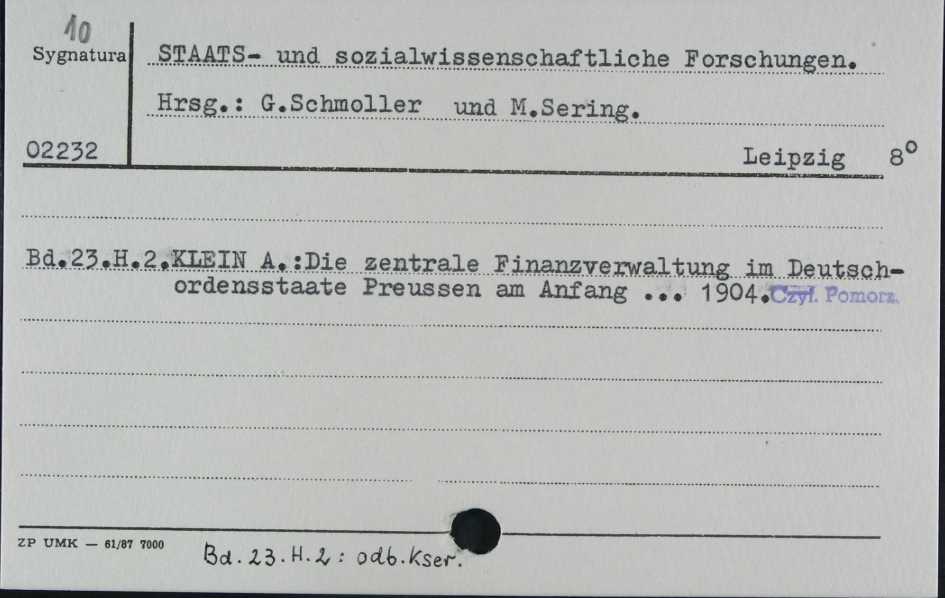 10
Sygnatura
STAATS- und sozialwissenschaftliche Forschungen.
Hrsg.: G.Schmoller und M.Sering.
02232
Leipzig 8°
Bd.23.H.2.KLEIN A.:Die zentrale Finanzverwaltung im Deutsch-
ordensstaate Preussen am Anfang ... 1904. Czyt. Pomorz.
ZP UMK — 61/87 7000
Bd. 23. H. 2 : odb. kser.